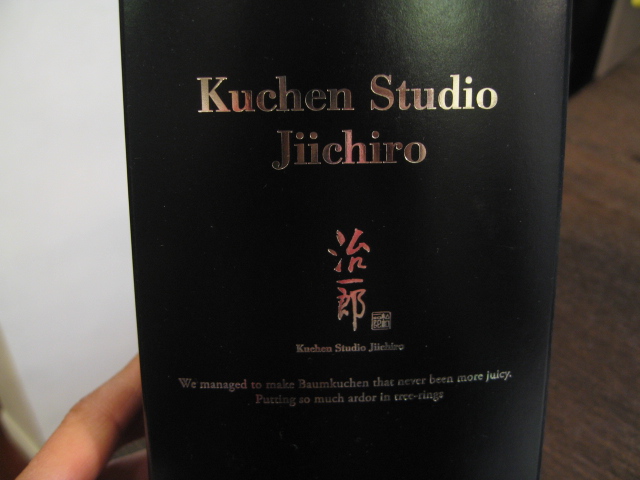 Kuchen Studio
Jiichiro
治一郎
Kuchen Studio Jiichiro
We managed to make Baumkuchen that never been more juicy.
Putting so much ardor in tree-rings